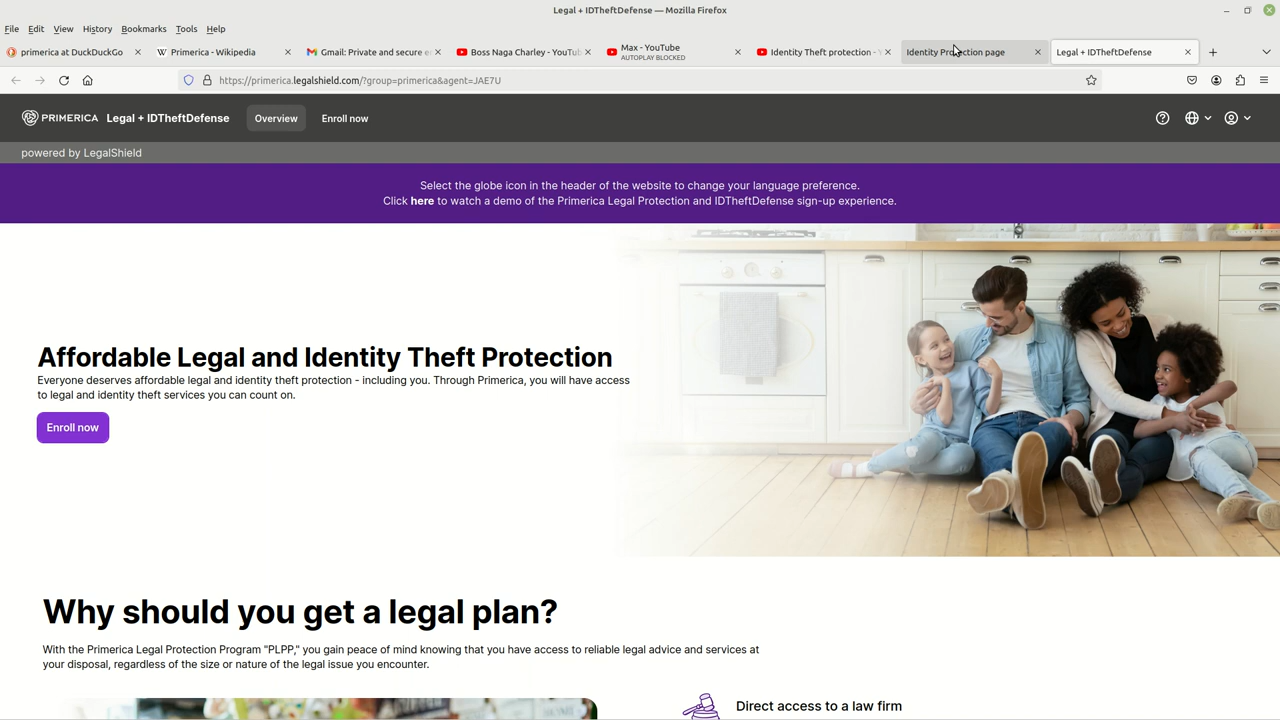 Legal + IDTheftDefense — Mozilla Firefox
File Edit View History Bookmarks Tools Help
primerica at DuckDuckGo
Primerica - Wikipedia
Gmail: Private and secure e
Boss Naga Charley - YouTub
Max - YouTube
AUTOPLAY BLOCKED
Identity Theft protection -
Identity Protection page
Legal + IDTheftDefense
https://primerica.legalshield.com/?group=primerica&agent=JAE7U
PRIMERICA Legal + IDTheftDefense Overview Enroll now
powered by LegalShield
Select the globe icon in the header of the website to change your language preference.
Click here to watch a demo of the Primerica Legal Protection and IDTheftDefense sign-up experience.
Affordable Legal and Identity Theft Protection
Everyone deserves affordable legal and identity theft protection - including you. Through Primerica, you will have access
to legal and identity theft services you can count on.
Enroll now
Why should you get a legal plan?
With the Primerica Legal Protection Program "PLPP," you gain peace of mind knowing that you have access to reliable legal advice and services at
your disposal, regardless of the size or nature of the legal issue you encounter.
Direct access to a law firm